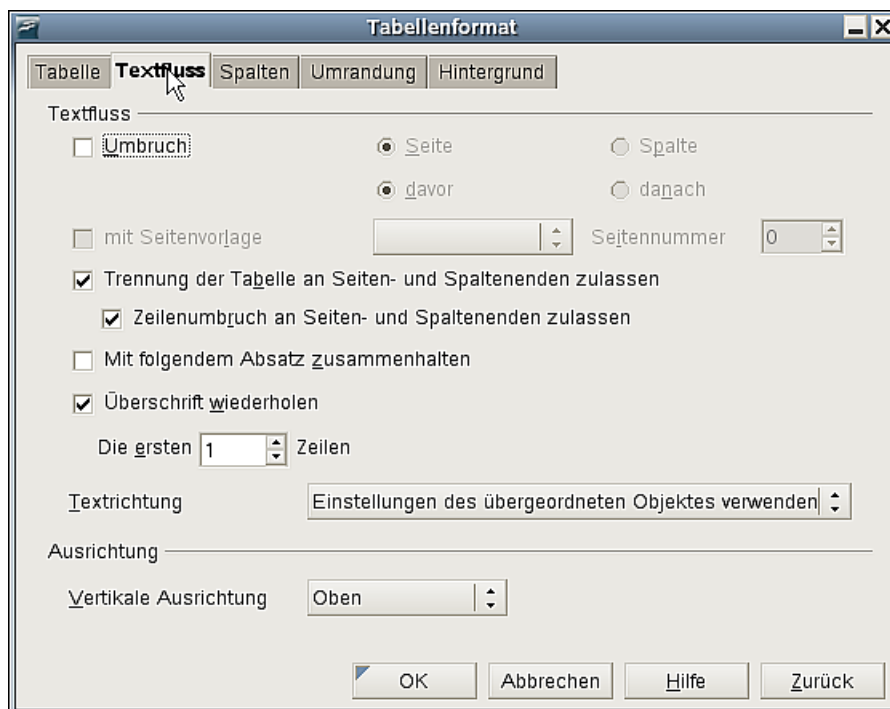 Tabellenformat
Tabelle Textfluss Spalten Umrandung Hintergrund
Textfluss
Umbruch Seite Spalte
davor danach
mit Seitenvorlage Seitennummer 0
Trennung der Tabelle an Seiten- und Spaltenenden zulassen
Zeilenumbruch an Seiten- und Spaltenenden zulassen
Mit folgendem Absatz zusammenhalten
Überschrift wiederholen
Die ersten 1 Zeilen
Textrichtung Einstellungen des übergeordneten Objektes verwenden
Ausrichtung
Vertikale Ausrichtung Oben
OK Abbrechen Hilfe Zurück